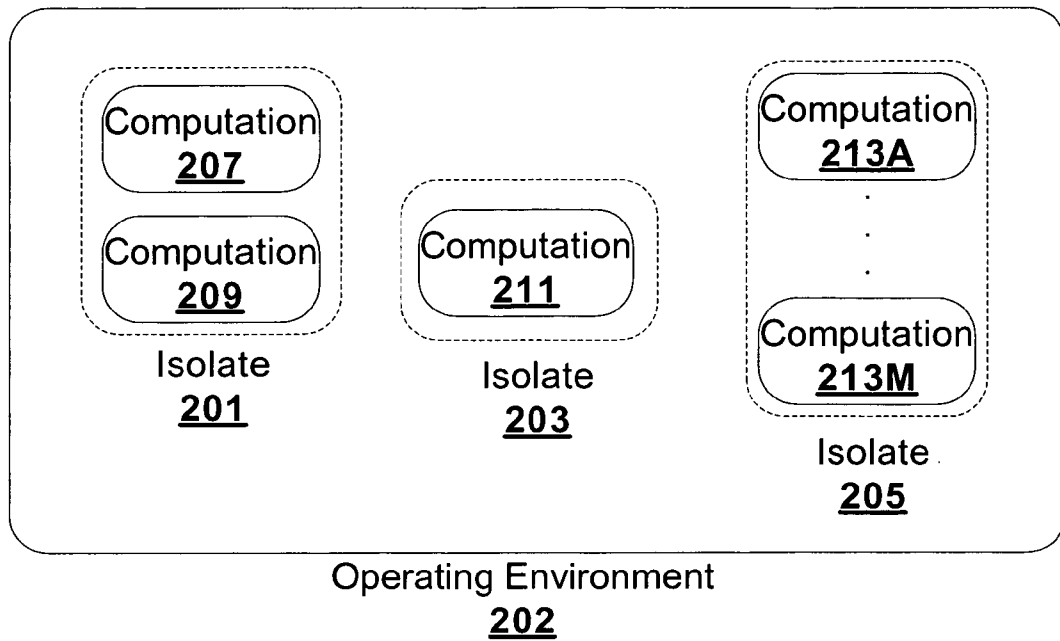 Computation
207
Computation
209
Isolate
201
Computation
211
Isolate
203
Computation
213A
.
.
.
Computation
213M
Isolate
205
Operating Environment
202